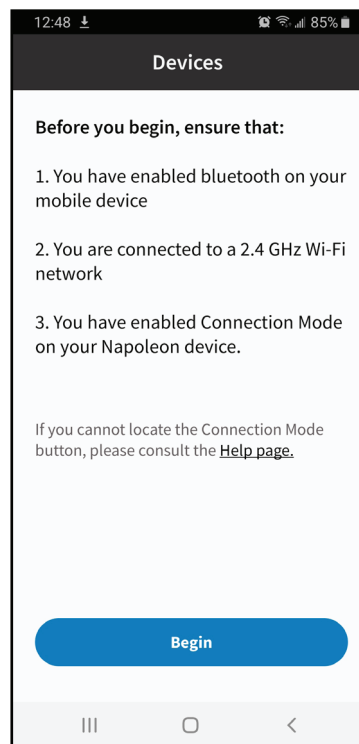 12:48
85%
Devices
Before you begin, ensure that:
1. You have enabled bluetooth on your
mobile device
2. You are connected to a 2.4 GHz Wi-Fi
network
3. You have enabled Connection Mode
on your Napoleon device.
If you cannot locate the Connection Mode
button, please consult the Help page.
Begin